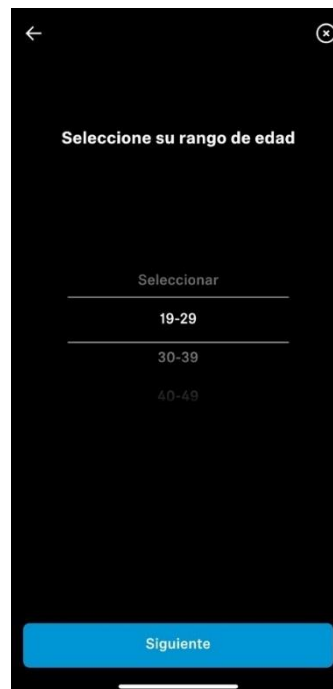 Seleccione su rango de edad
Seleccionar
19-29
30-39
40-49
Siguiente